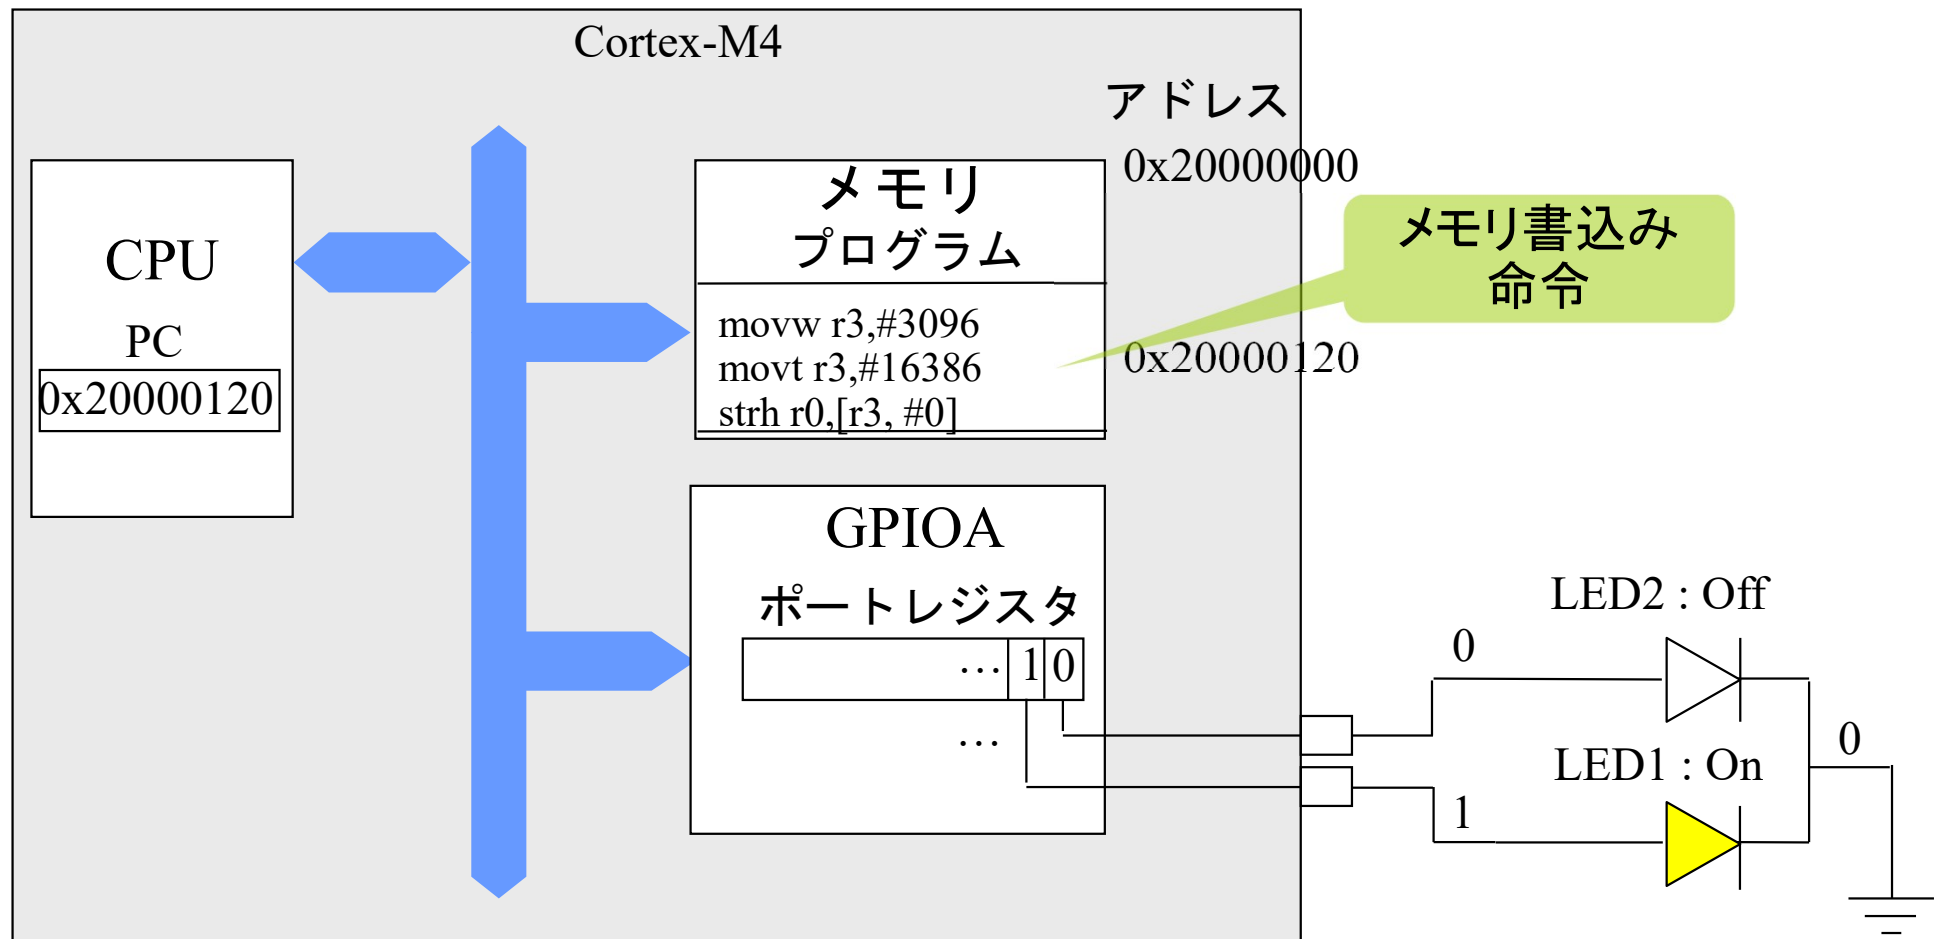 Cortex-M4
アドレス
0x20000000
メモリ
プログラム
メモリ書込み
命令
CPU
PC
0x20000120
movw r3,#3096
movt r3,#16386
strh r0,[r3, #0]
0x20000120
GPIOA
ポートレジスタ
… 1 0
…
LED2 : Off
0
LED1 : On
0
1